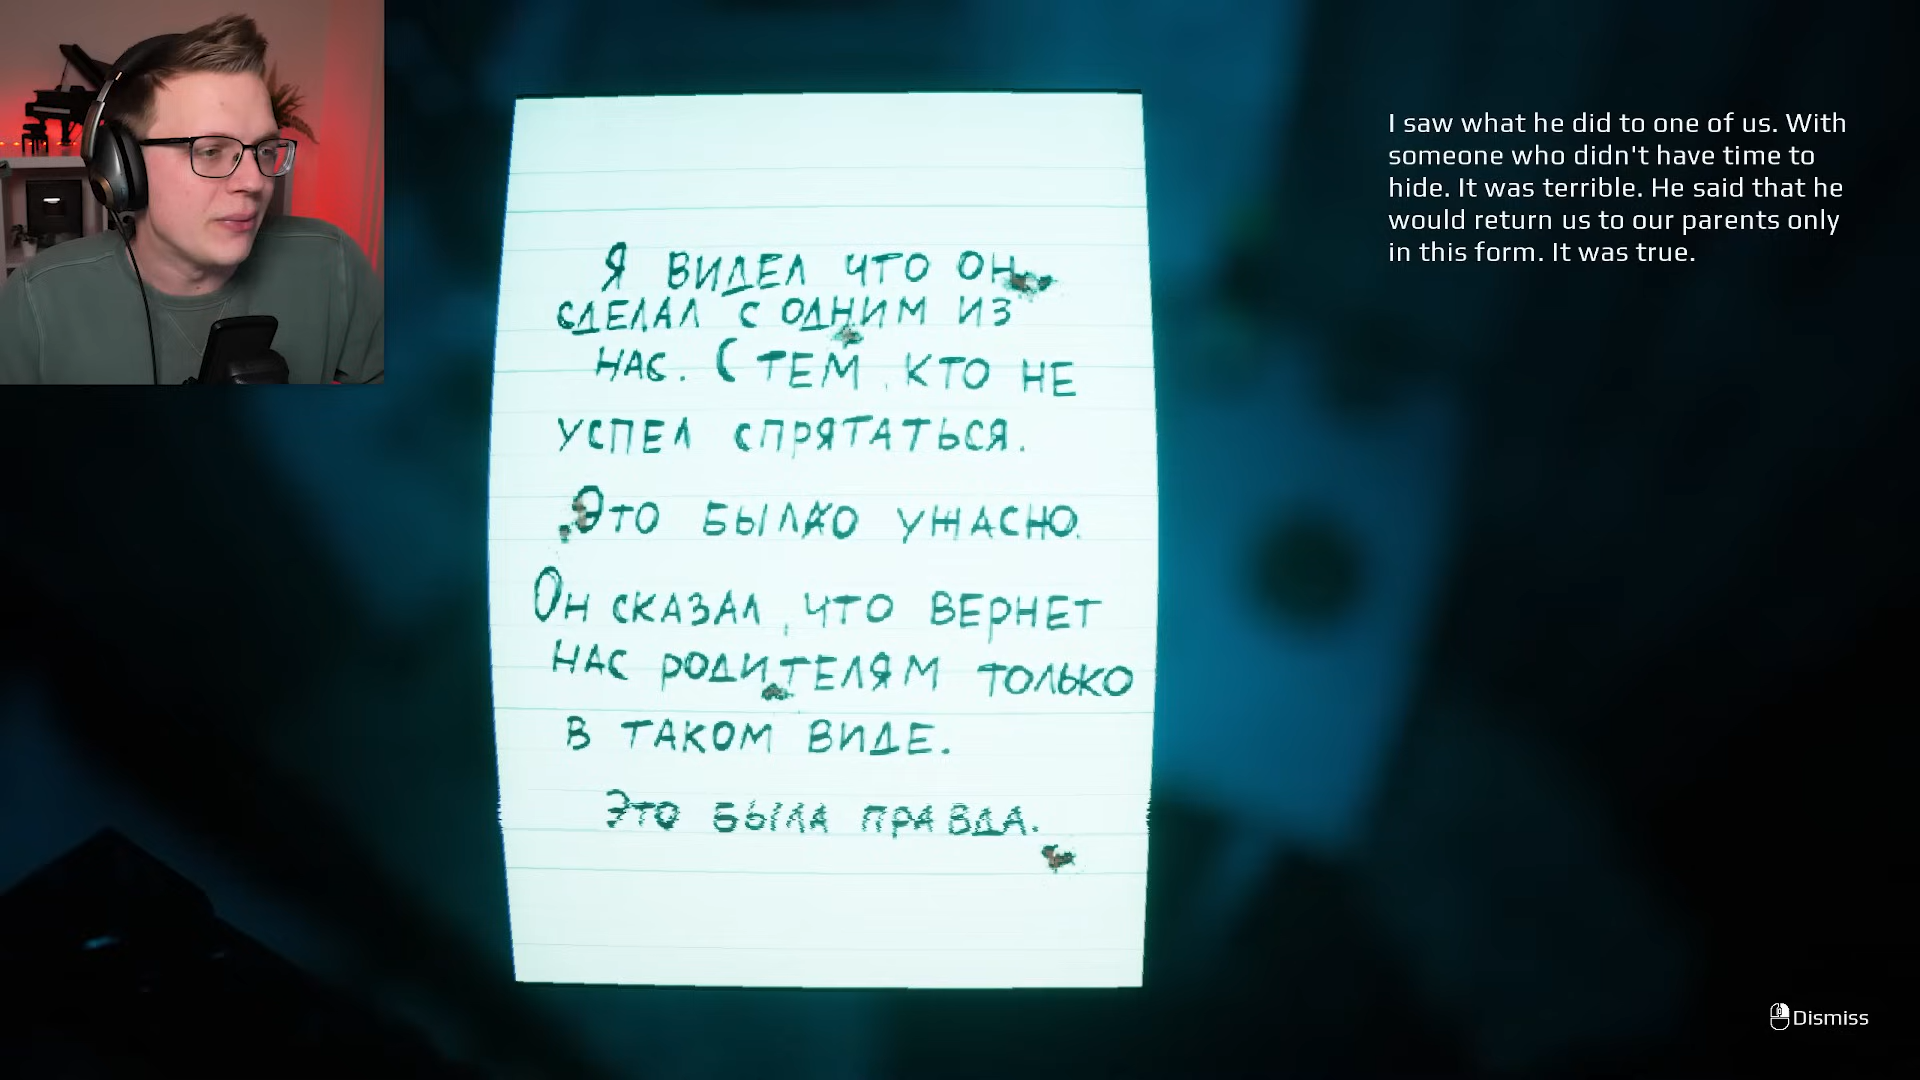 Я ВИДЕЛ ЧТО ОН
СДЕЛАЛ С ОДНИМ ИЗ
НАС. С ТЕМ, КТО НЕ
УСПЕЛ СПРЯТАТЬСЯ.
ЭТО БЫЛО УЖАСНО.
ОН СКАЗАЛ, ЧТО ВЕРНЕТ
НАС РОДИТЕЛЯМ ТОЛЬКО
В ТАКОМ ВИДЕ.
ЭТО БЫЛА ПРАВДА.
I saw what he did to one of us. With
someone who didn't have time to
hide. It was terrible. He said that he
would return us to our parents only
in this form. It was true.
Dismiss